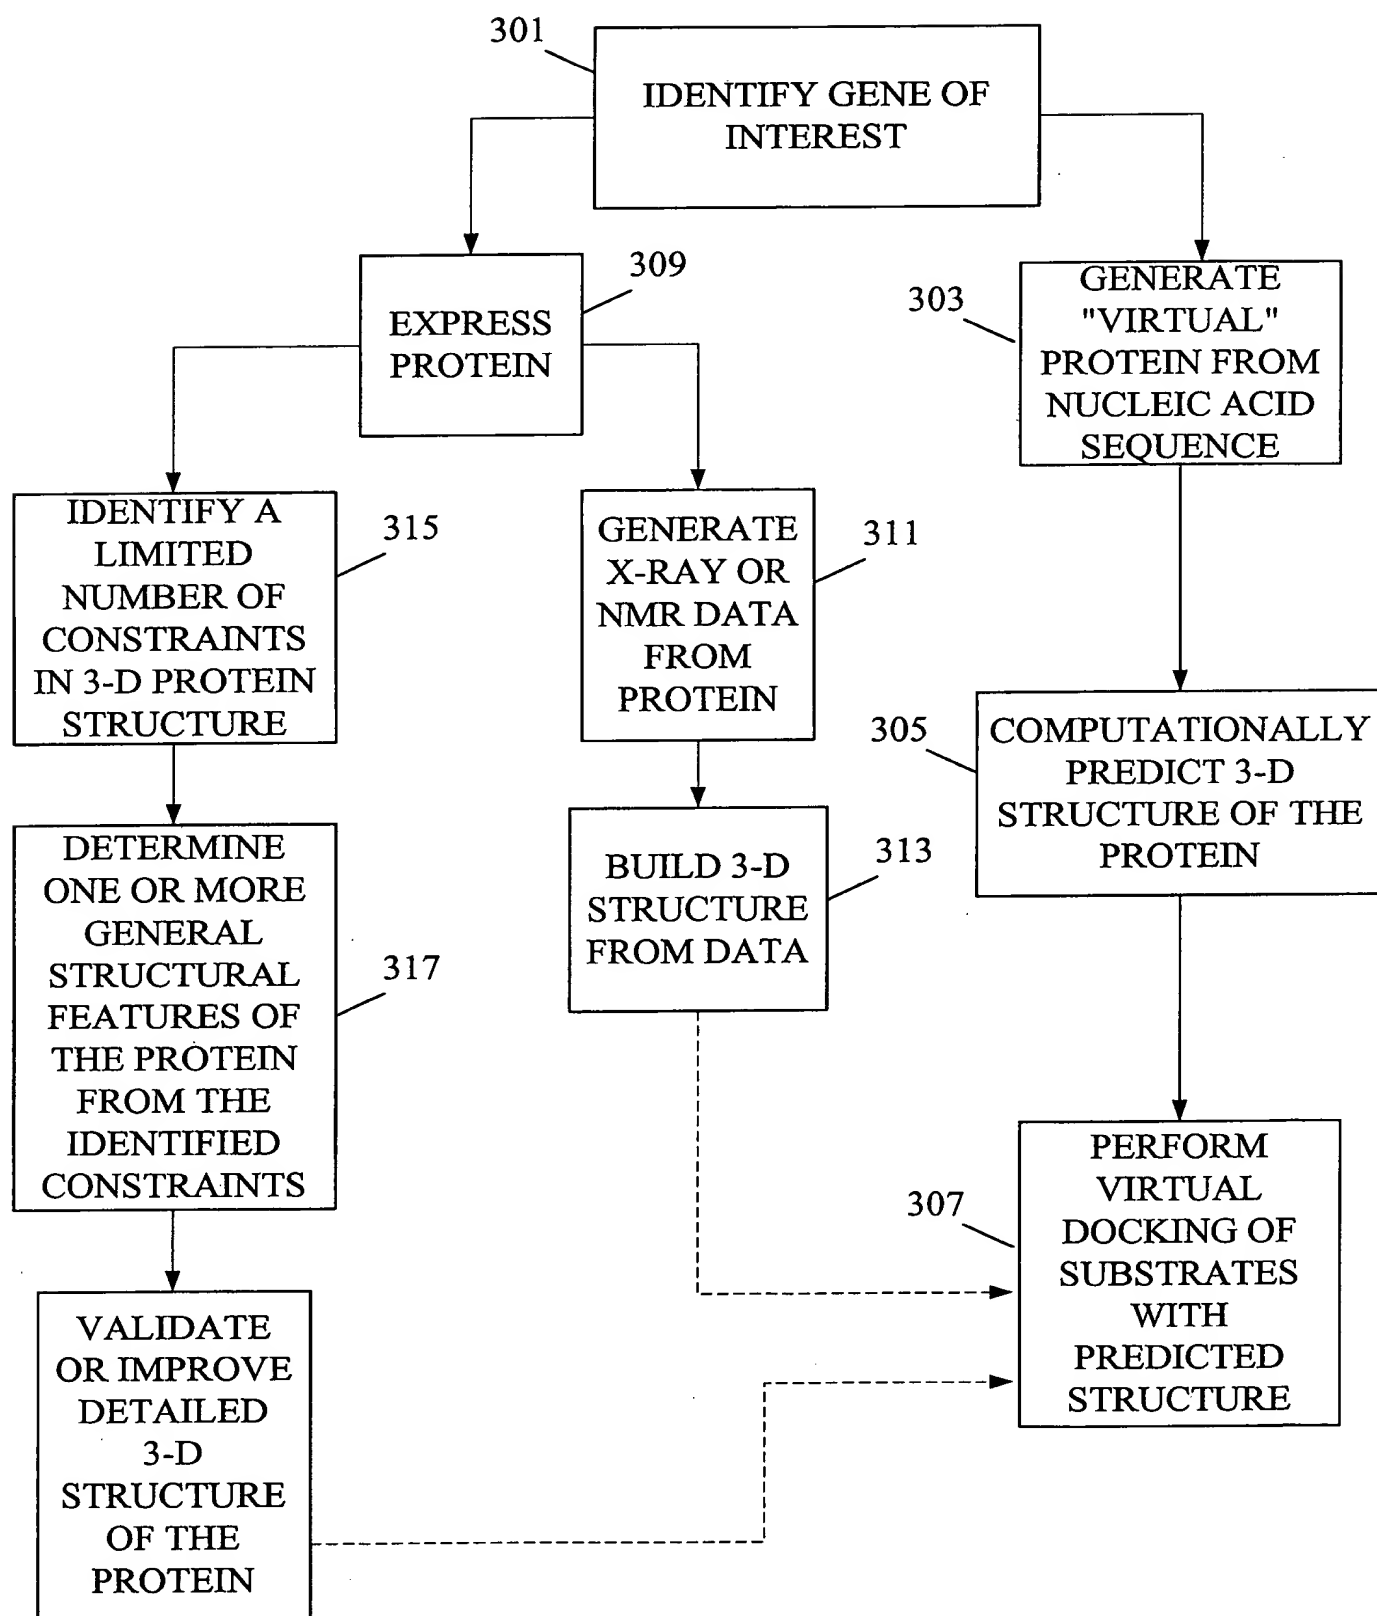 301
IDENTIFY GENE OF
INTEREST
309
EXPRESS
PROTEIN
303
GENERATE
"VIRTUAL"
PROTEIN FROM
NUCLEIC ACID
SEQUENCE
315
IDENTIFY A
LIMITED
NUMBER OF
CONSTRAINTS
IN 3-D PROTEIN
STRUCTURE
311
GENERATE
X-RAY OR
NMR DATA
FROM
PROTEIN
305
COMPUTATIONALLY
PREDICT 3-D
STRUCTURE OF THE
PROTEIN
317
DETERMINE
ONE OR MORE
GENERAL
STRUCTURAL
FEATURES OF
THE PROTEIN
FROM THE
IDENTIFIED
CONSTRAINTS
313
BUILD 3-D
STRUCTURE
FROM DATA
307
PERFORM
VIRTUAL
DOCKING OF
SUBSTRATES
WITH
PREDICTED
STRUCTURE
VALIDATE
OR IMPROVE
DETAILED
3-D
STRUCTURE
OF THE
PROTEIN